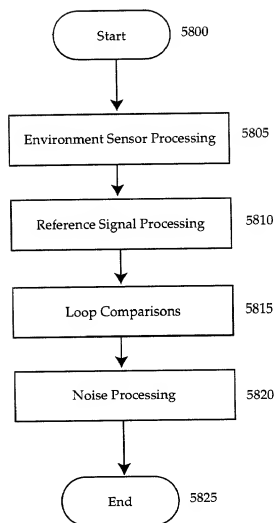 Start 5800
Environment Sensor Processing 5805
Reference Signal Processing 5810
Loop Comparisons 5815
Noise Processing 5820
End 5825